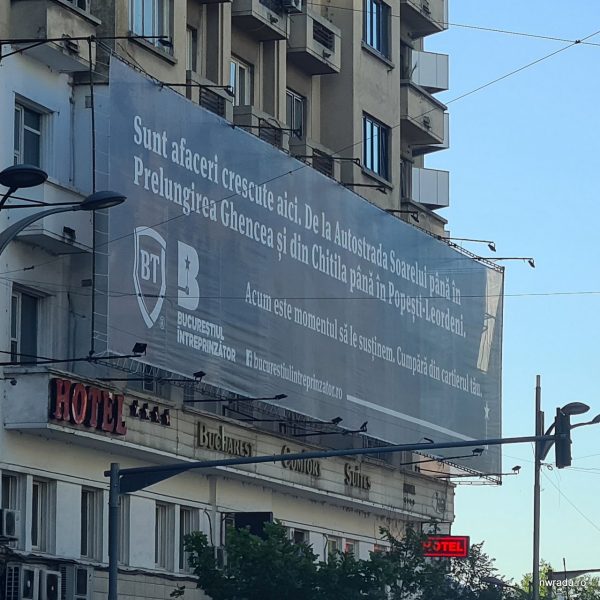 Sunt afaceri crescute aici. De la Autostrada Soarelui până în
Prelungirea Ghencea și din Chitila până în Popești-Leordeni.
Acum este momentul să le susținem. Cumpără din cartierul tău.
BT
B
BUCUREȘTIUL
ÎNTREPRINZĂTOR
bucurestiulintreprinzator.ro
HOTEL
Bucharest Comfort Suites
HOTEL
nwradu.ro